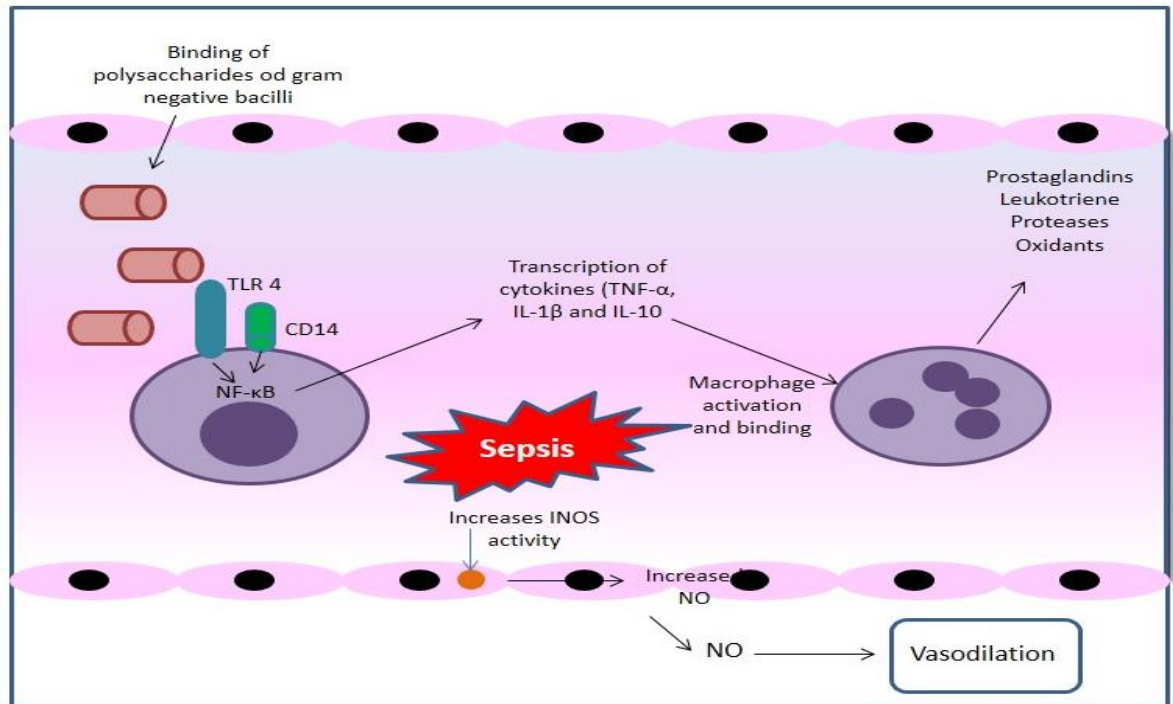 Binding of
polysaccharides od gram
negative bacilli
Prostaglandins
Leukotriene
Proteases
Oxidants
TLR 4
CD14
NF-κB
Transcription of
cytokines (TNF-α,
IL-1β and IL-10
Macrophage
activation
and binding
Sepsis
Increases INOS
activity
Increased
NO
NO
Vasodilation